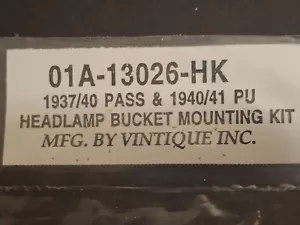 01A-13026-HK
1937/40 PASS & 1940/41 PU
HEADLAMP BUCKET MOUNTING KIT
MFG. BY VINTIQUE INC.